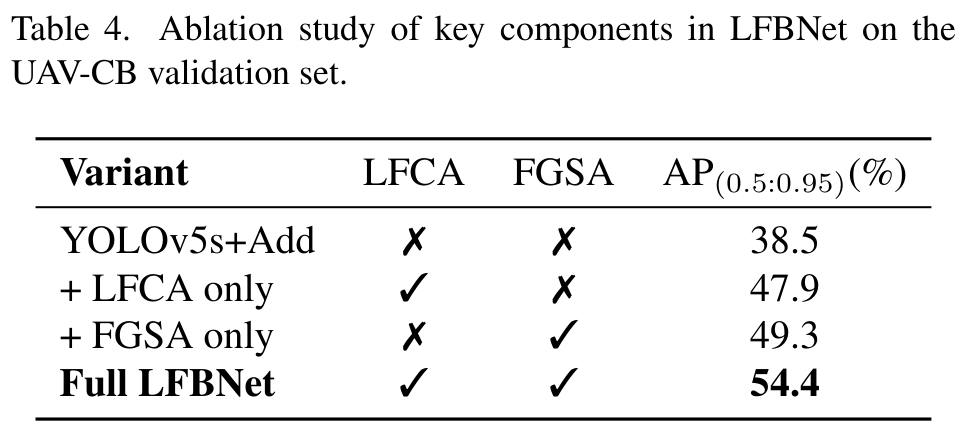 Table 4. Ablation study of key components in LFBNet on the
UAV-CB validation set.
Variant LFCA FGSA AP(0.5:0.95)(%)
YOLOv5s+Add ✗ ✗ 38.5
+ LFCA only ✓ ✗ 47.9
+ FGSA only ✗ ✓ 49.3
Full LFBNet ✓ ✓ 54.4